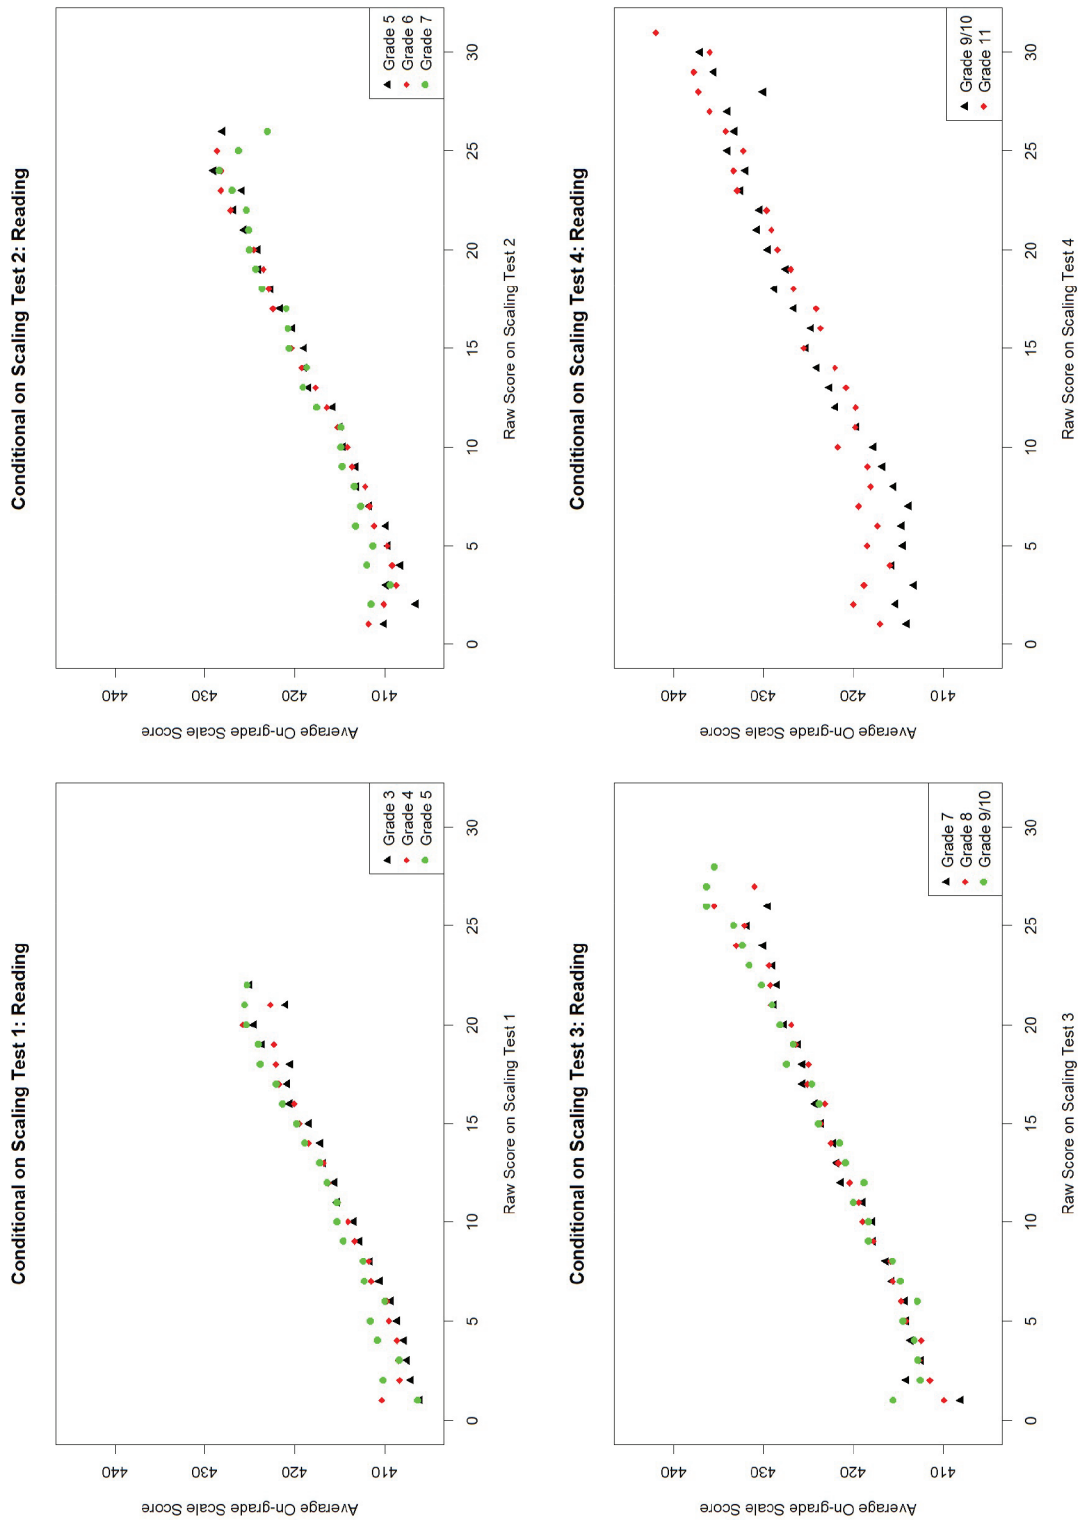 Conditional on Scaling Test 1: Reading
Average On-grade Scale Score
440
430
420
410
0
5
10
15
20
25
30
Raw Score on Scaling Test 1
Grade 3
Grade 4
Grade 5
Conditional on Scaling Test 2: Reading
Average On-grade Scale Score
440
430
420
410
0
5
10
15
20
25
30
Raw Score on Scaling Test 2
Grade 5
Grade 6
Grade 7
Conditional on Scaling Test 3: Reading
Average On-grade Scale Score
440
430
420
410
0
5
10
15
20
25
30
Raw Score on Scaling Test 3
Grade 7
Grade 8
Grade 9/10
Conditional on Scaling Test 4: Reading
Average On-grade Scale Score
440
430
420
410
0
5
10
15
20
25
30
Raw Score on Scaling Test 4
Grade 9/10
Grade 11